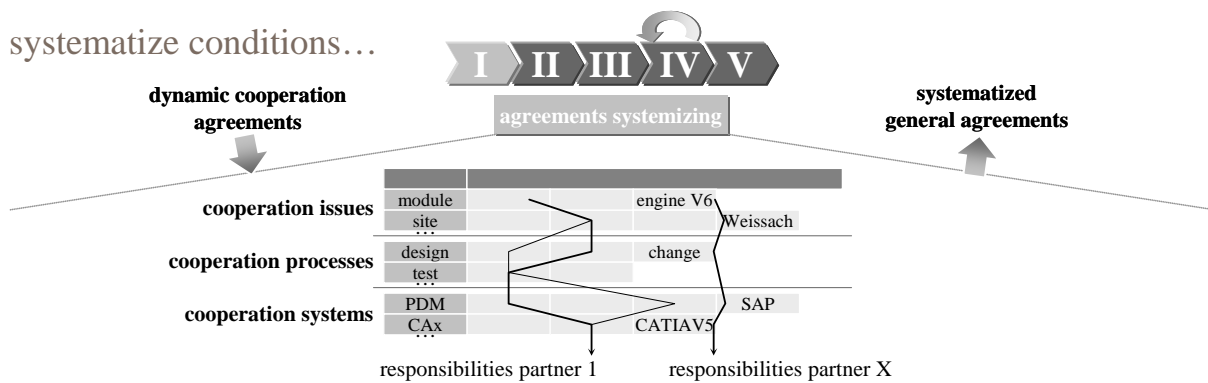 systematize conditions…
I II III IV V
dynamic cooperation
agreements
agreements systemizing
systematized
general agreements
cooperation issues
module
engine V6
site
Weissach
…
cooperation processes
design
change
test
…
cooperation systems
PDM
SAP
CAx
CATIAV5
…
responsibilities partner 1
responsibilities partner X